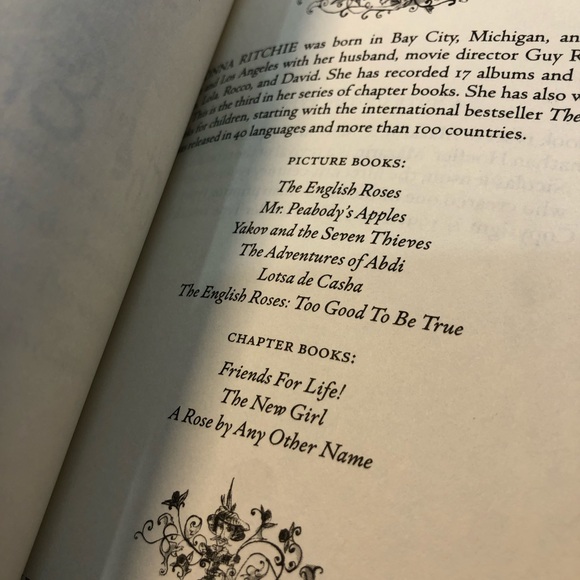 NNA RITCHIE was born in Bay City, Michigan, an
and Los Angeles with her husband, movie director Guy R
Lola, Rocco, and David. She has recorded 17 albums and
This is the third in her series of chapter books. She has also w
for children, starting with the international bestseller The
released in 40 languages and more than 100 countries.
PICTURE BOOKS:
The English Roses
Mr. Peabody's Apples
Yakov and the Seven Thieves
The Adventures of Abdi
Lotsa de Casha
The English Roses: Too Good To Be True
CHAPTER BOOKS:
Friends For Life!
The New Girl
A Rose by Any Other Name